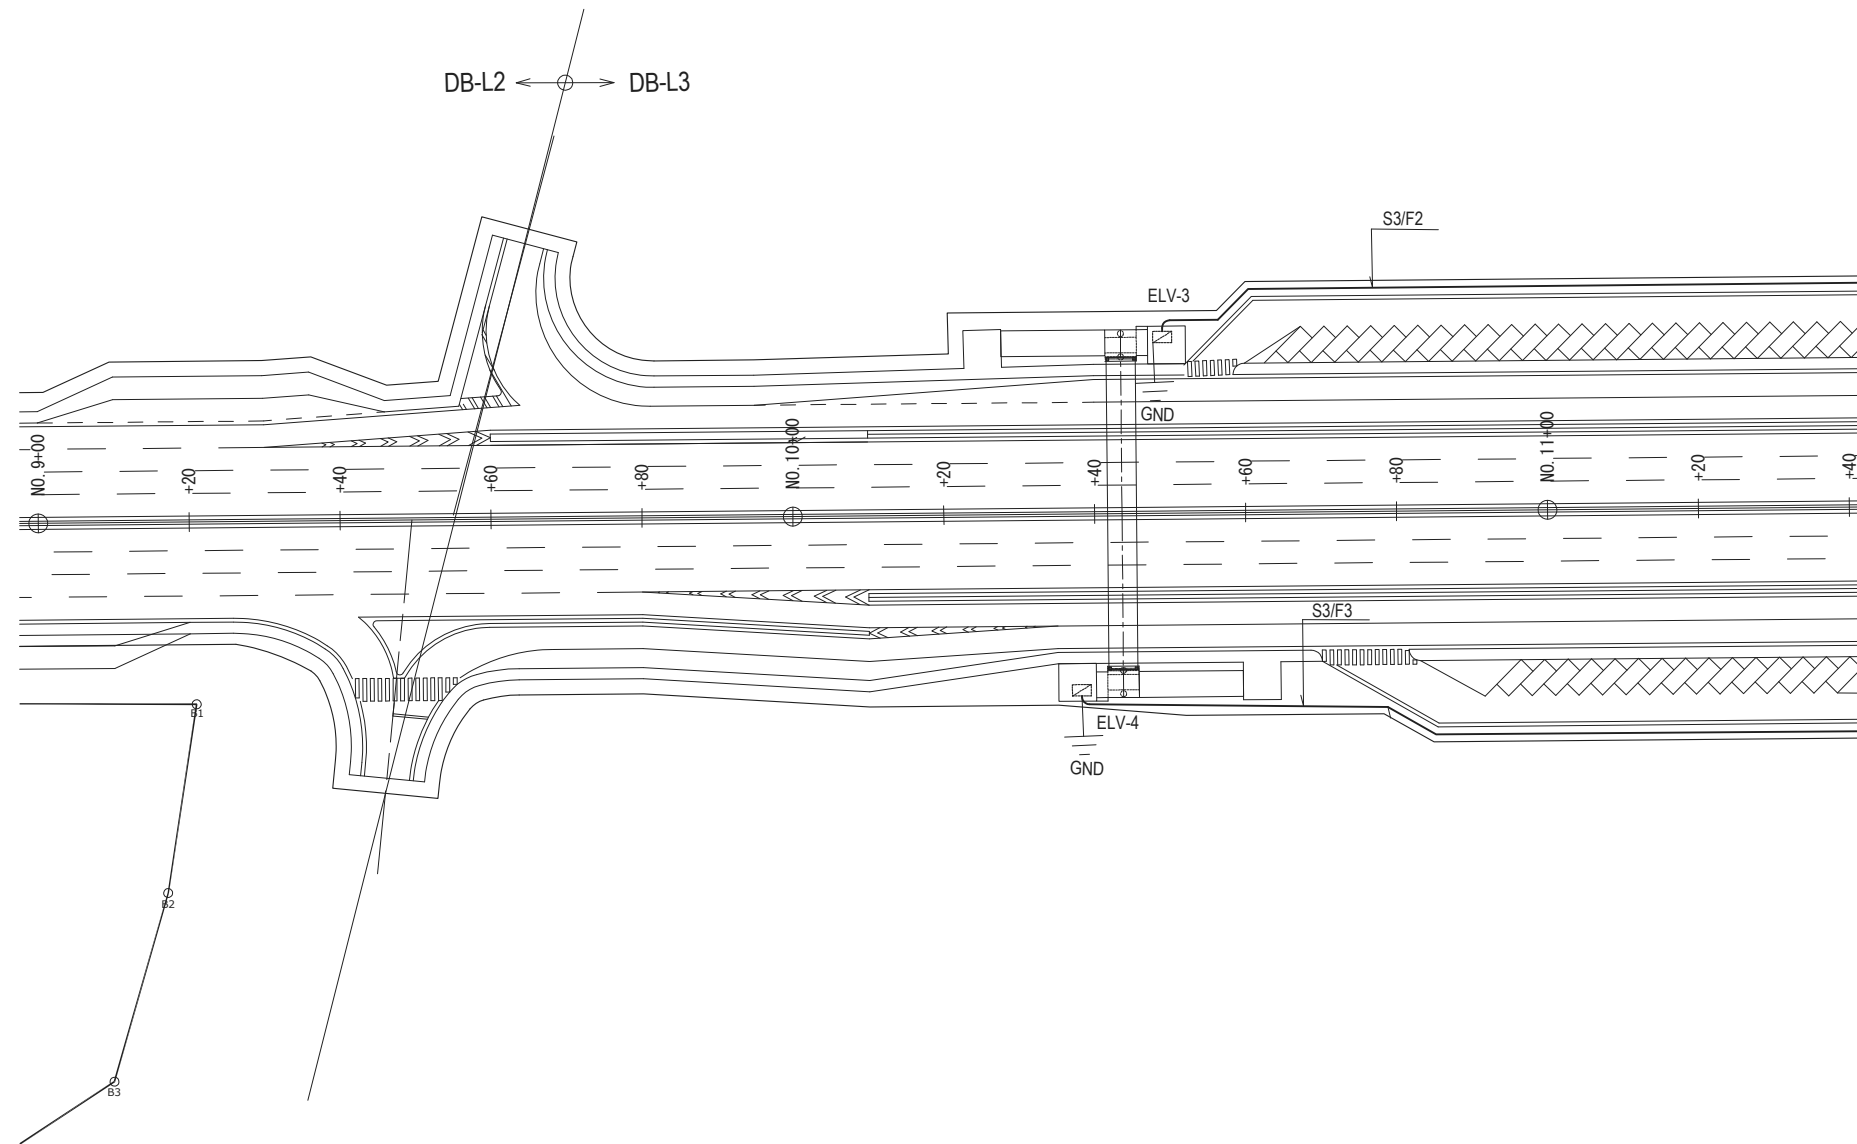 DB-L2
DB-L3
S3/F2
ELV-3
GND
NO. 9+00
+20
+40
+60
+80
NO. 10+00
+20
+40
+60
+80
NO. 11+00
+20
+40
S3/F3
ELV-4
GND
B1
B2
B3